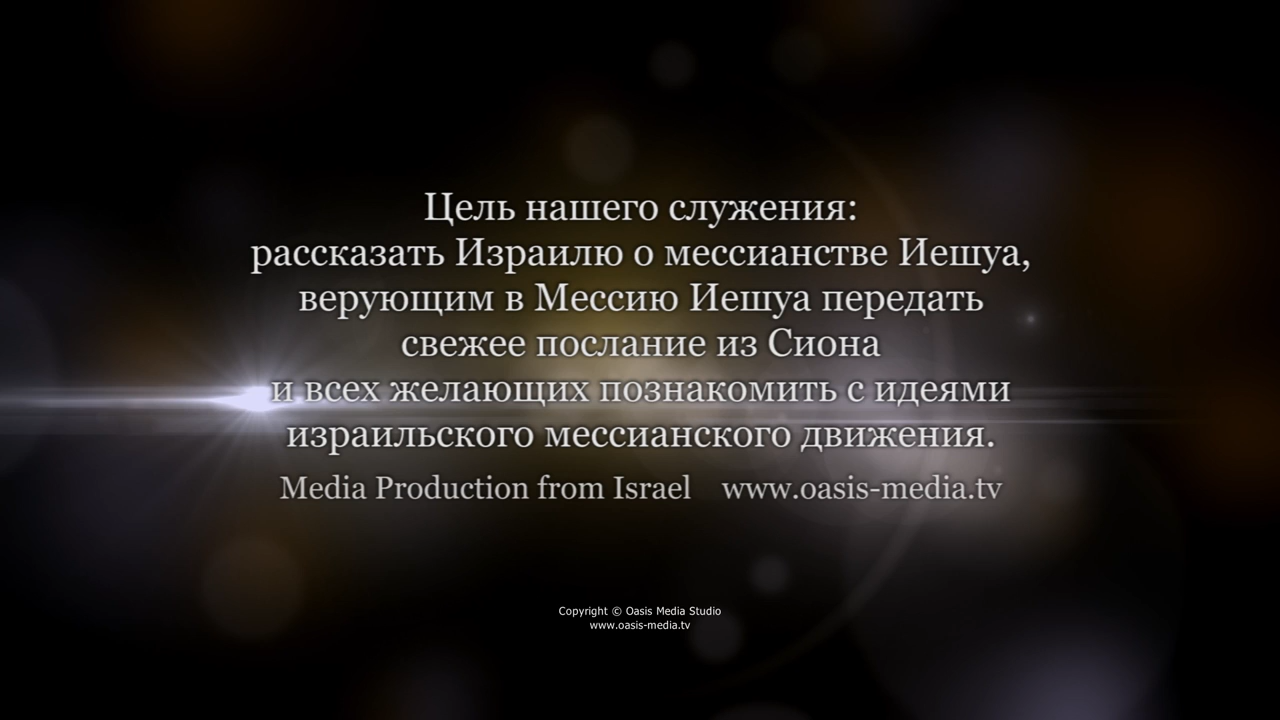 Цель нашего служения:
рассказать Израилю о мессианстве Иешуа,
верующим в Мессию Иешуа передать
свежее послание из Сиона
и всех желающих познакомить с идеями
израильского мессианского движения.
Media Production from Israel www.oasis-media.tv
Copyright © Oasis Media Studio
www.oasis-media.tv